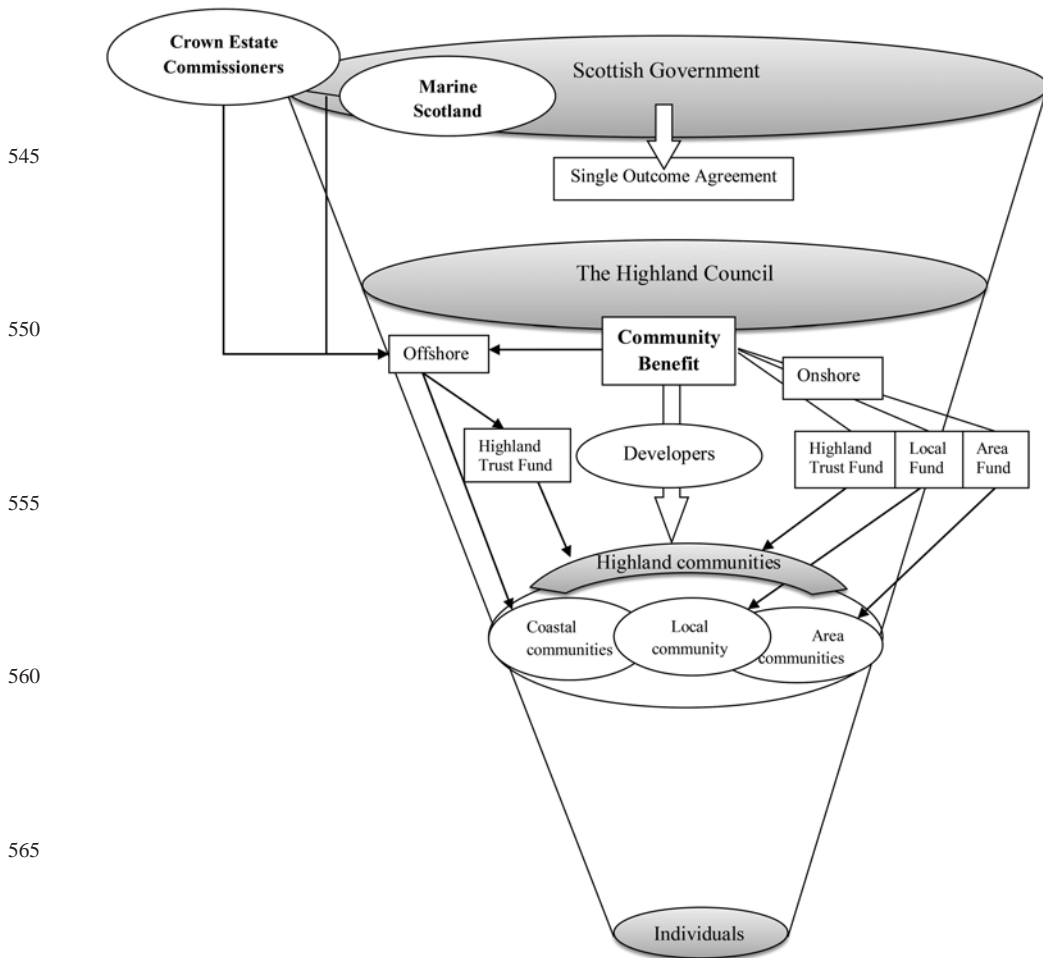 Crown Estate
Commissioners
Scottish Government
Marine
Scotland
545
Single Outcome Agreement
The Highland Council
550
Community
Benefit
Offshore
Onshore
Highland
Trust Fund
Developers
Highland
Trust Fund
Local
Fund
Area
Fund
555
Highland communities
Coastal
communities
Local
community
Area
communities
560
565
Individuals